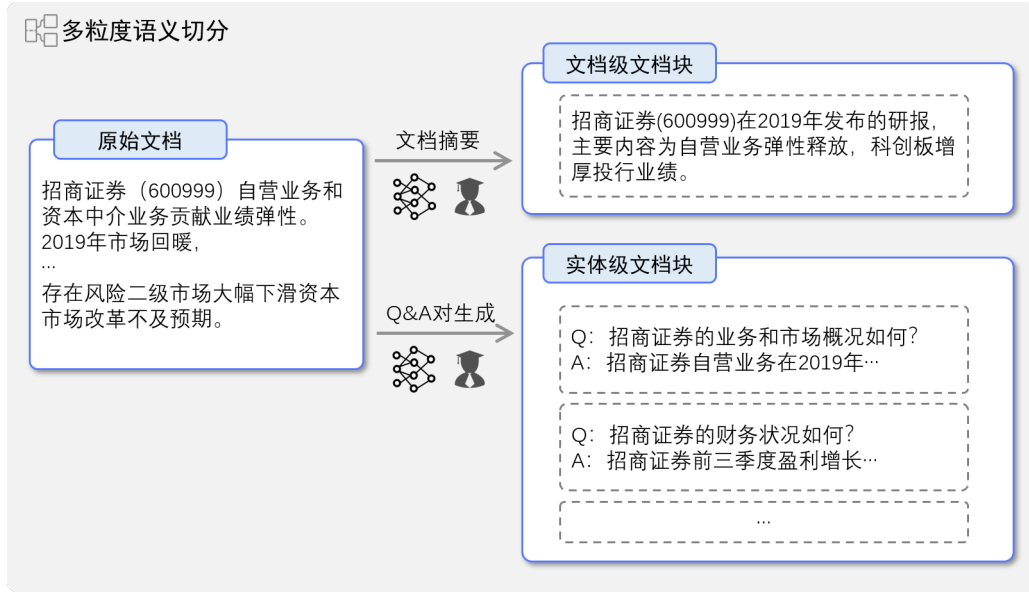 多粒度语义切分
原始文档
招商证券（600999）自营业务和
资本中介业务贡献业绩弹性。
2019年市场回暖，
…
存在风险二级市场大幅下滑资本
市场改革不及预期。
文档摘要
Q&A对生成
文档级文档块
招商证券(600999)在2019年发布的研报，
主要内容为自营业务弹性释放，科创板增
厚投行业绩。
实体级文档块
Q：招商证券的业务和市场概况如何？
A：招商证券自营业务在2019年…
Q：招商证券的财务状况如何？
A：招商证券前三季度盈利增长…
…